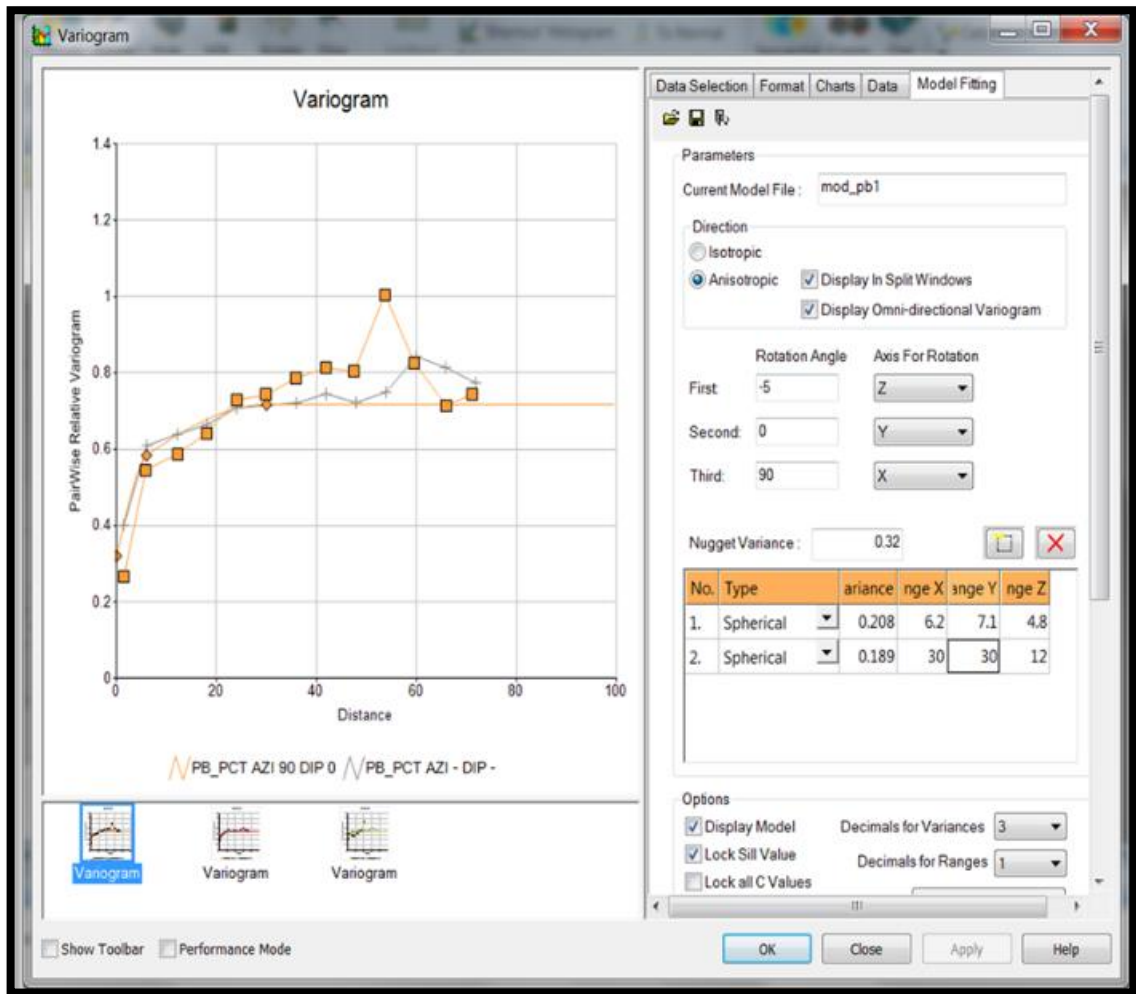 Variogram
Variogram
PairWise Relative Variogram
1.4
1.2
1
0.8
0.6
0.4
0.2
0
0 20 40 60 80 100
Distance
PB_PCT AZI 90 DIP 0 PB_PCT AZI - DIP -
Variogram Variogram Variogram
Data Selection Format Charts Data Model Fitting
Parameters
Current Model File : mod_pb1
Direction
Isotropic
Anisotropic Display In Split Windows
Display Omni-directional Variogram
Rotation Angle Axis For Rotation
First: -5 Z
Second: 0 Y
Third: 90 X
Nugget Variance : 0.32
No. Type ariance nge X ange Y nge Z
1. Spherical 0.208 6.2 7.1 4.8
2. Spherical 0.189 30 30 12
Options
Display Model Decimals for Variances 3
Lock Sill Value Decimals for Ranges 1
Lock all C Values
Show Toolbar Performance Mode OK Close Apply Help